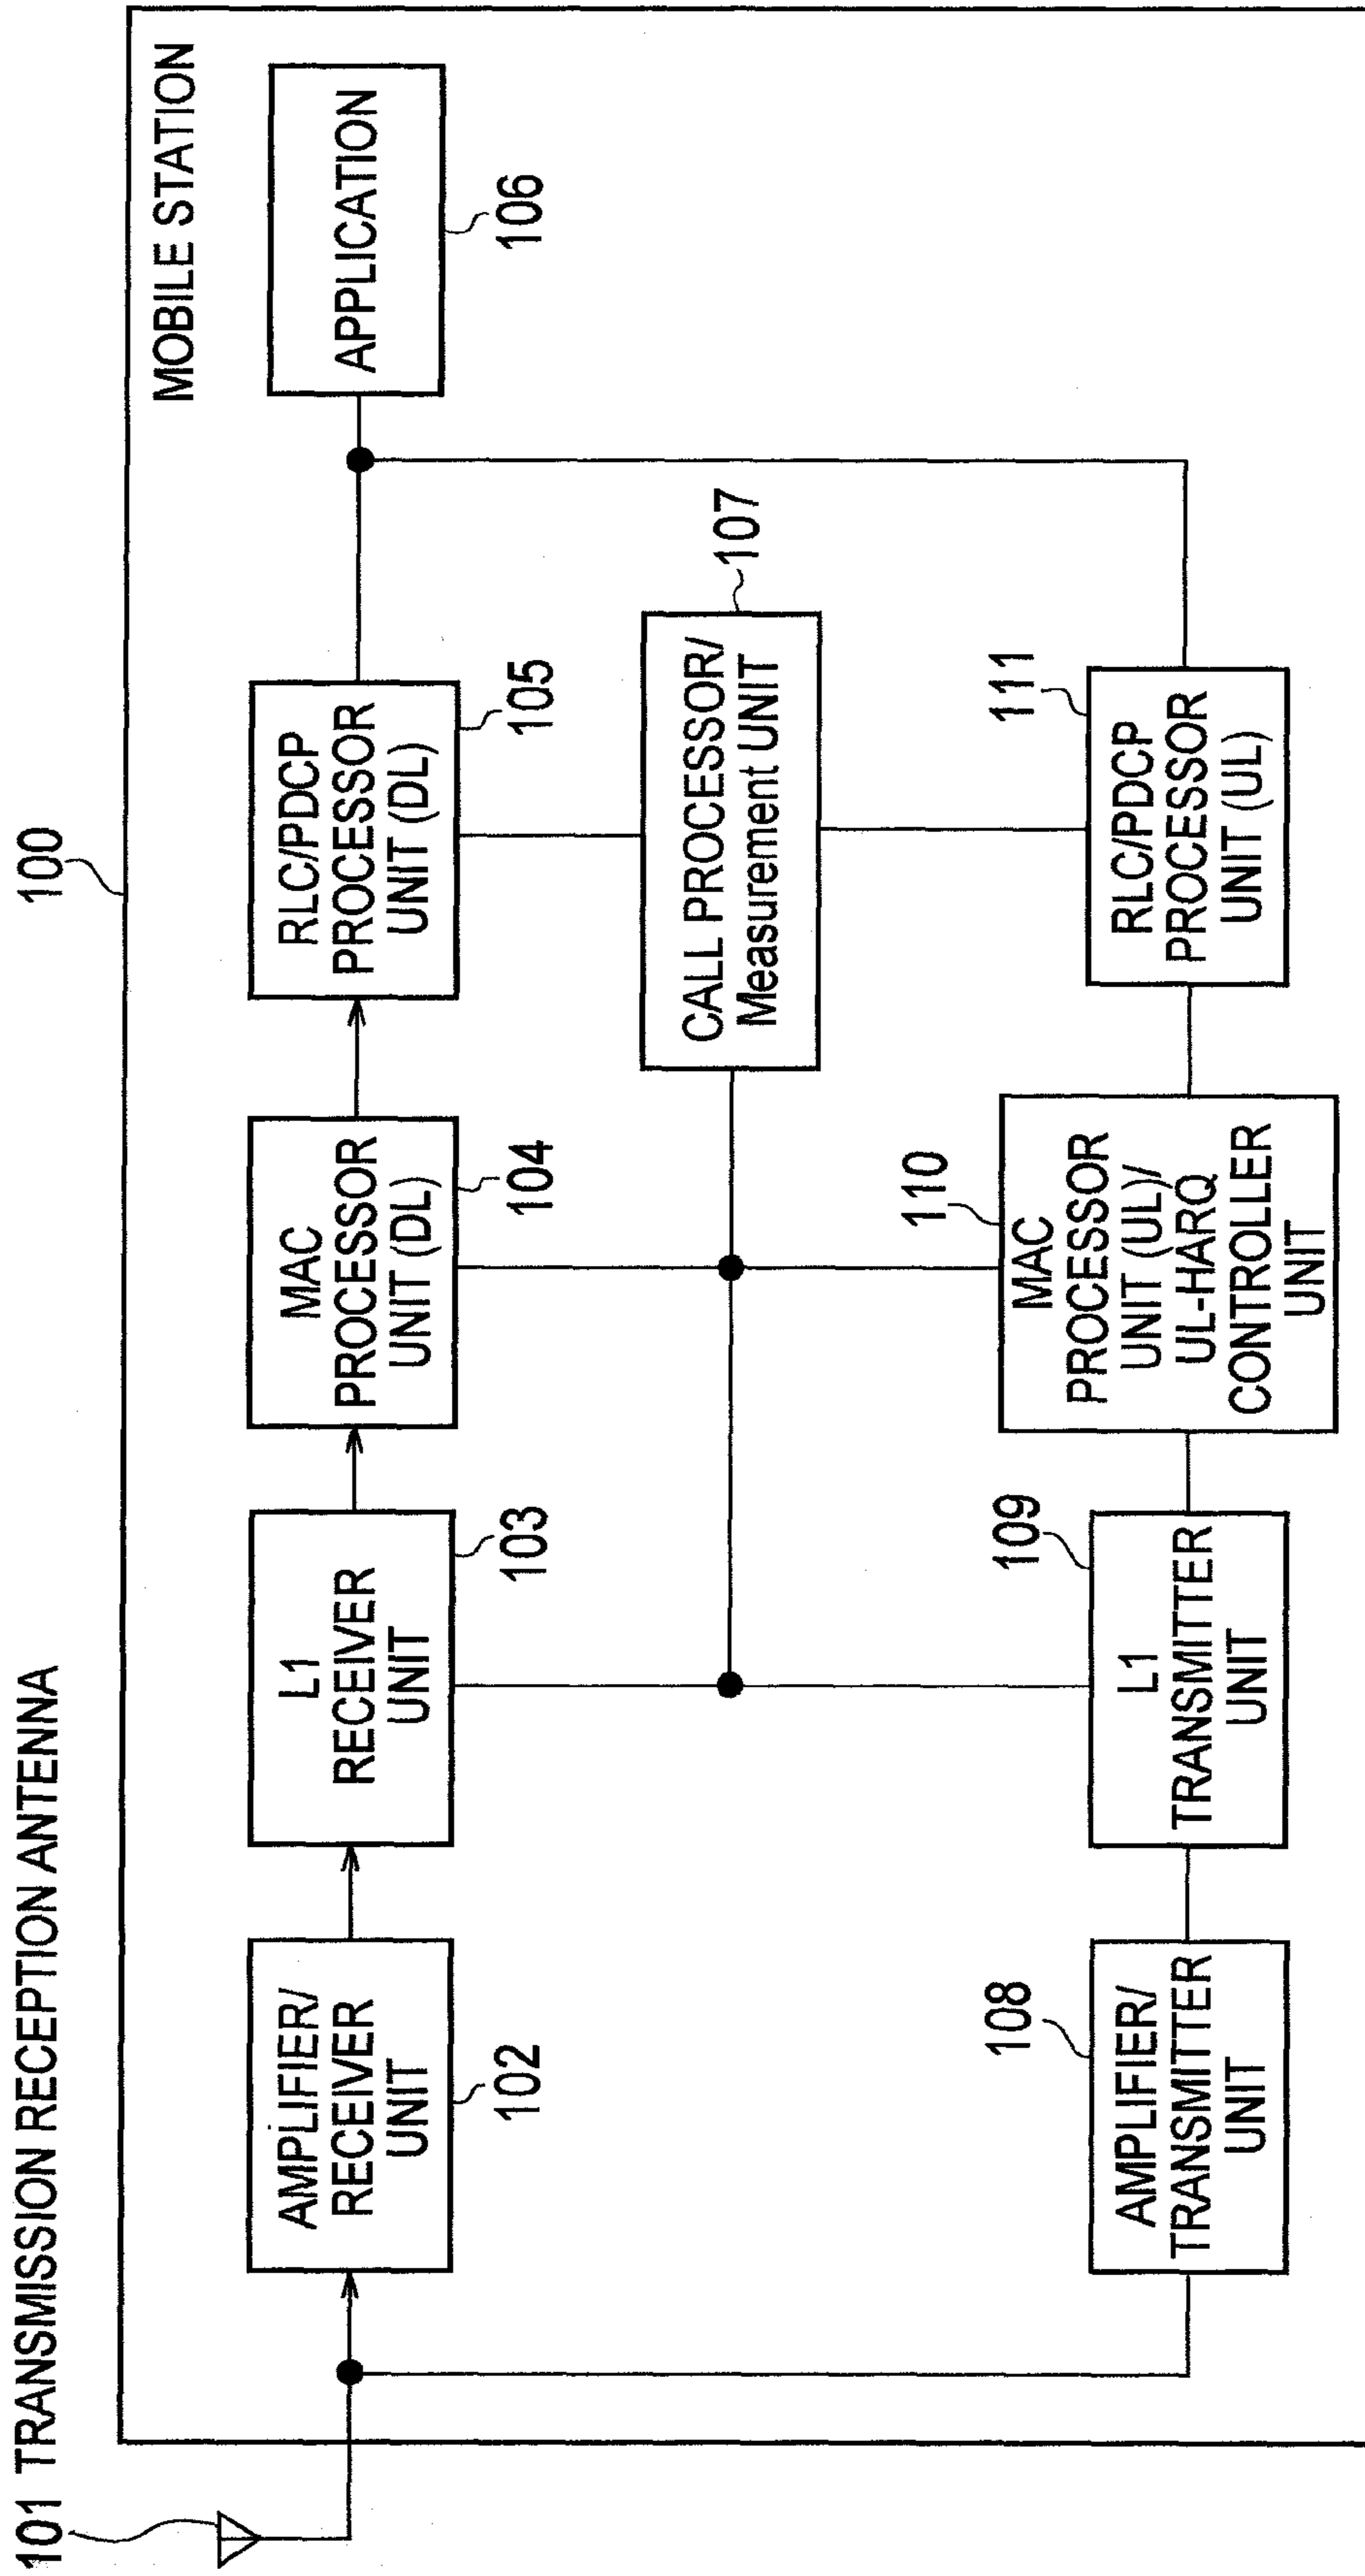 101 TRANSMISSION RECEPTION ANTENNA
100
MOBILE STATION
AMPLIFIER/
RECEIVER
UNIT
102
L1
RECEIVER
UNIT
103
MAC
PROCESSOR
UNIT (DL)
104
RLC/PDCP
PROCESSOR
UNIT (DL)
105
APPLICATION
106
CALL PROCESSOR/
Measurement UNIT
107
AMPLIFIER/
TRANSMITTER
UNIT
108
L1
TRANSMITTER
UNIT
109
MAC
PROCESSOR
UNIT (UL)/
UL-HARQ
CONTROLLER
UNIT
110
RLC/PDCP
PROCESSOR
UNIT (UL)
111